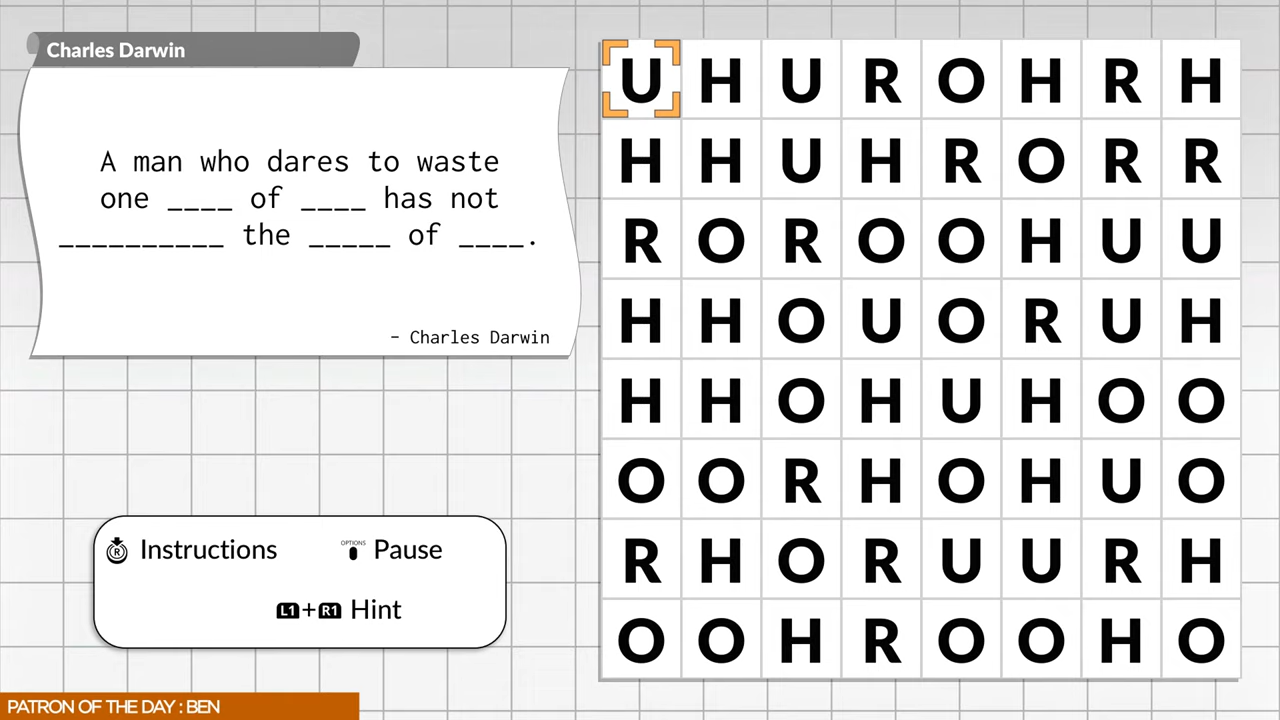 Charles Darwin
A man who dares to waste
one ____ of ____ has not
__________ the _____ of ____.
– Charles Darwin
U H U R O H R H
H H U H R O R R
R O R O O H U U
H H O U O R U H
H H O H U H O O
O O R H O H U O
R H O R U U R H
O O H R O O H O
R Instructions
OPTIONS Pause
L1+R1 Hint
PATRON OF THE DAY : BEN